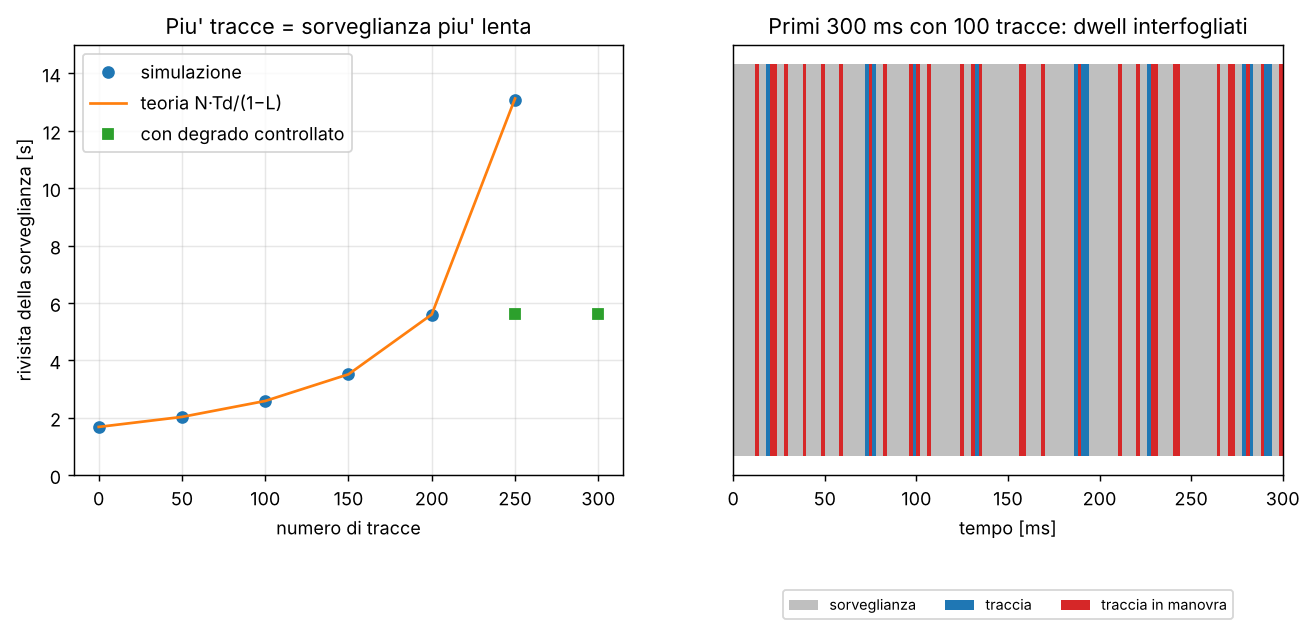 Piu' tracce = sorveglianza piu' lenta
simulazione
teoria N·Td/(1−L)
con degrado controllato
rivisita della sorveglianza [s]
14
12
10
8
6
4
2
0
0 50 100 150 200 250 300
numero di tracce
Primi 300 ms con 100 tracce: dwell interfogliati
0 50 100 150 200 250 300
tempo [ms]
sorveglianza traccia traccia in manovra